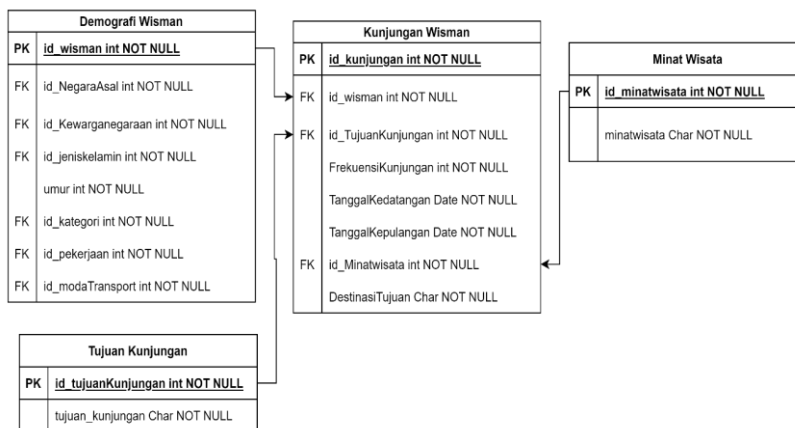 Demografi Wisman
PK id_wisman int NOT NULL
FK id_NegaraAsal int NOT NULL
FK id_Kewarganegaraan int NOT NULL
FK id_jeniskelamin int NOT NULL
umur int NOT NULL
FK id_kategori int NOT NULL
FK id_pekerjaan int NOT NULL
FK id_modaTransport int NOT NULL
Kunjungan Wisman
PK id_kunjungan int NOT NULL
FK id_wisman int NOT NULL
FK id_TujuanKunjungan int NOT NULL
FrekuensiKunjungan int NOT NULL
TanggalKedatangan Date NOT NULL
TanggalKepulangan Date NOT NULL
FK id_Minatwisata int NOT NULL
DestinasiTujuan Char NOT NULL
Minat Wisata
PK id_minatwisata int NOT NULL
minatwisata Char NOT NULL
Tujuan Kunjungan
PK id_tujuanKunjungan int NOT NULL
tujuan_kunjungan Char NOT NULL